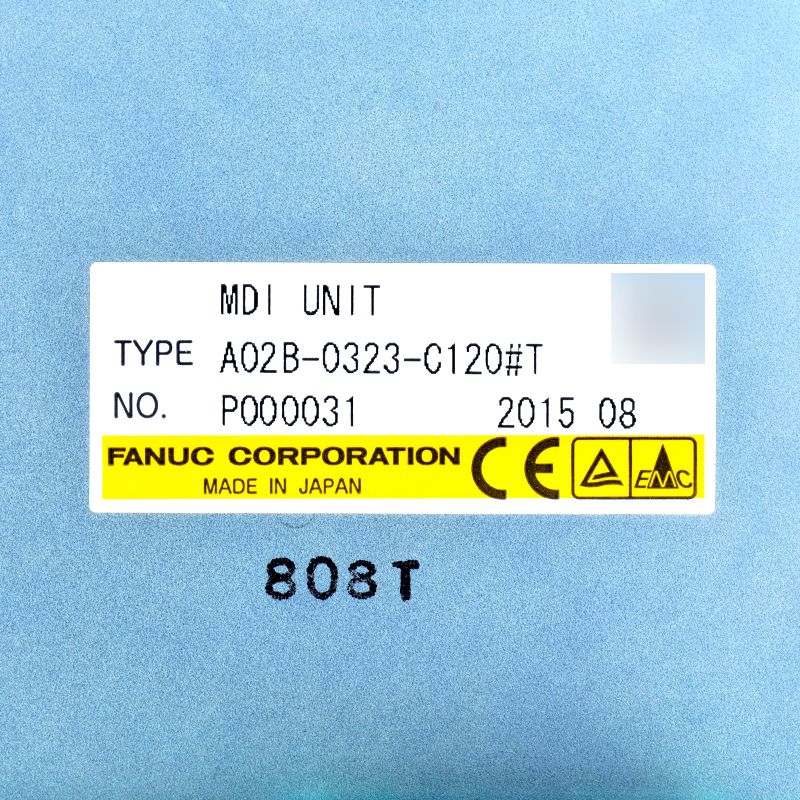 MDI UNIT
TYPE A02B-0323-C120#T
NO. P000031 2015 08
FANUC CORPORATION CE EMC
MADE IN JAPAN
808T